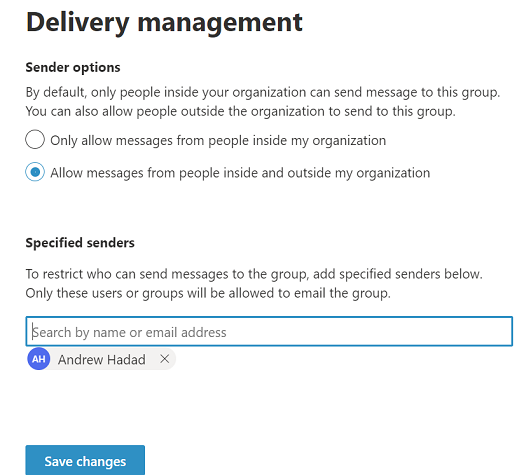 Delivery management
Sender options
By default, only people inside your organization can send message to this group.
You can also allow people outside the organization to send to this group.
Only allow messages from people inside my organization
Allow messages from people inside and outside my organization
Specified senders
To restrict who can send messages to the group, add specified senders below.
Only these users or groups will be allowed to email the group.
Search by name or email address
AH Andrew Hadad
Save changes